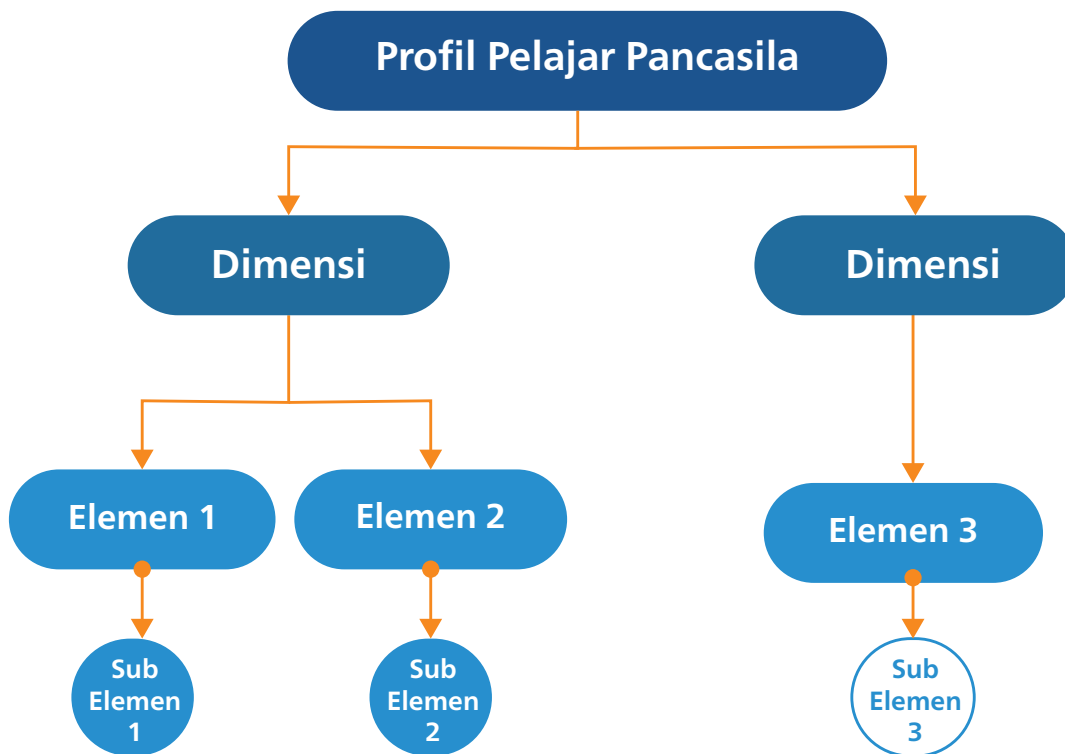 Profil Pelajar Pancasila
Dimensi
Dimensi
Elemen 1
Elemen 2
Elemen 3
Sub
Elemen
1
Sub
Elemen
2
Sub
Elemen
3